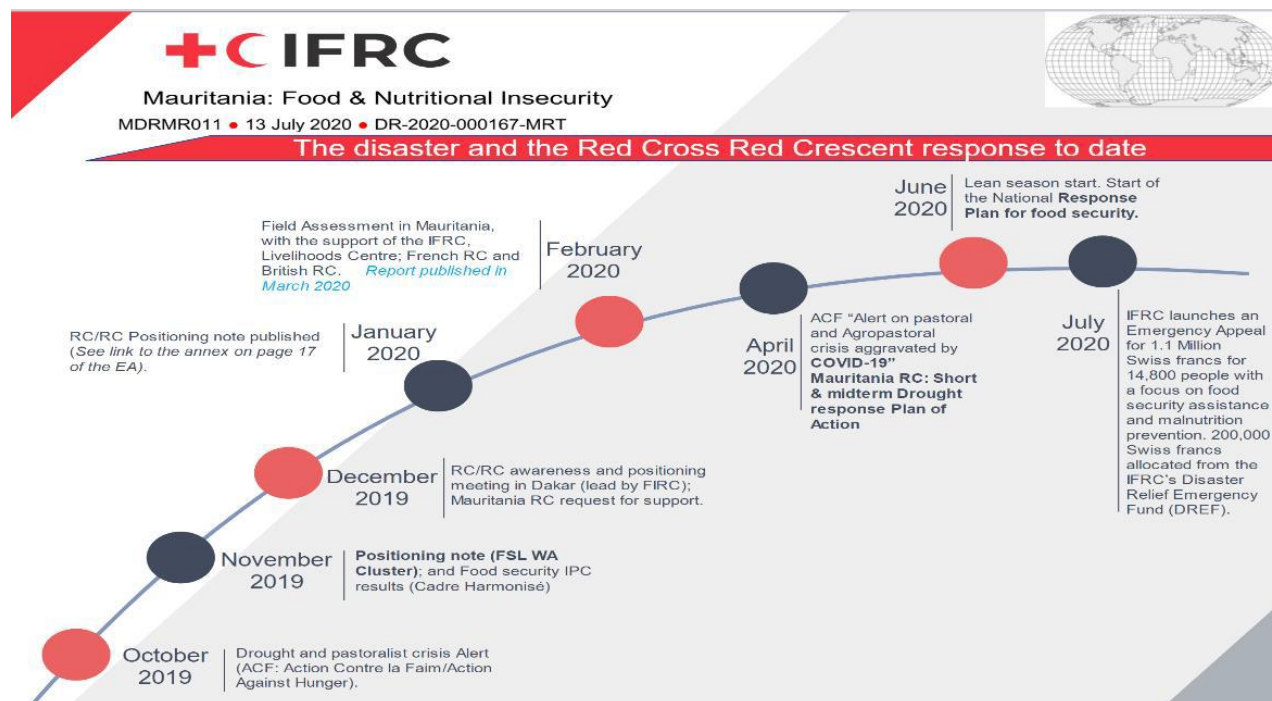 IFRC
Mauritania: Food & Nutritional Insecurity
MDRMR011 ● 13 July 2020 ● DR-2020-000167-MRT
The disaster and the Red Cross Red Crescent response to date
October
2019
Drought and pastoralist crisis Alert
(ACF: Action Contre la Faim/Action
Against Hunger).
November
2019
Positioning note (FSL WA
Cluster); and Food security IPC
results (Cadre Harmonisé)
December
2019
RC/RC awareness and positioning
meeting in Dakar (lead by FIRC);
Mauritania RC request for support.
January
2020
RC/RC Positioning note published
(See link to the annex on page 17
of the EA).
February
2020
Field Assessment in Mauritania,
with the support of the IFRC,
Livelihoods Centre; French RC and
British RC. Report published in
March 2020
April
2020
ACF “Alert on pastoral
and Agropastoral
crisis aggravated by
COVID-19”
Mauritania RC: Short
& midterm Drought
response Plan of
Action
June
2020
Lean season start. Start of
the National Response
Plan for food security.
July
2020
IFRC launches an
Emergency Appeal
for 1.1 Million
Swiss francs for
14,800 people with
a focus on food
security assistance
and malnutrition
prevention. 200,000
Swiss francs
allocated from the
IFRC’s Disaster
Relief Emergency
Fund (DREF).